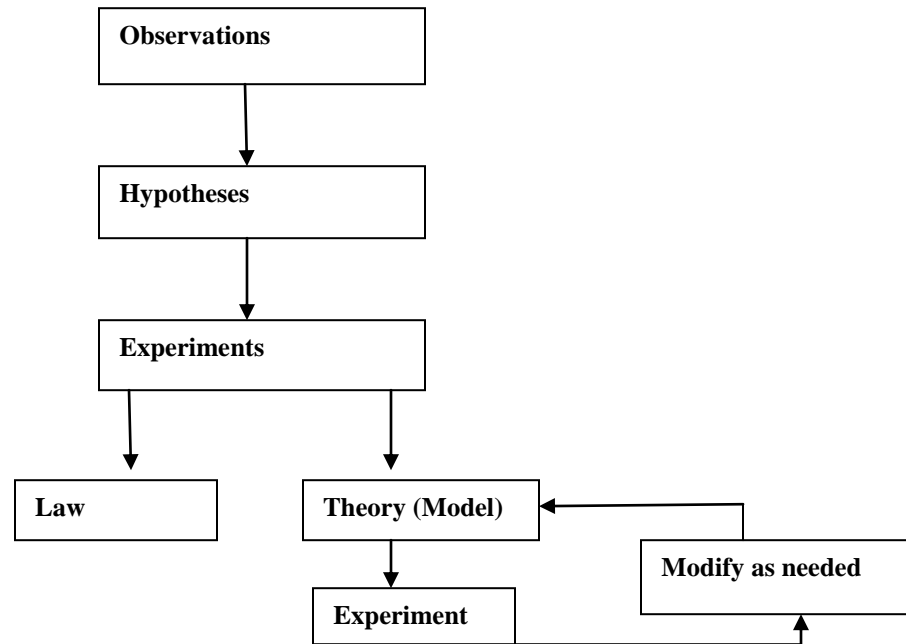 Observations
Hypotheses
Experiments
Law
Theory (Model)
Modify as needed
Experiment